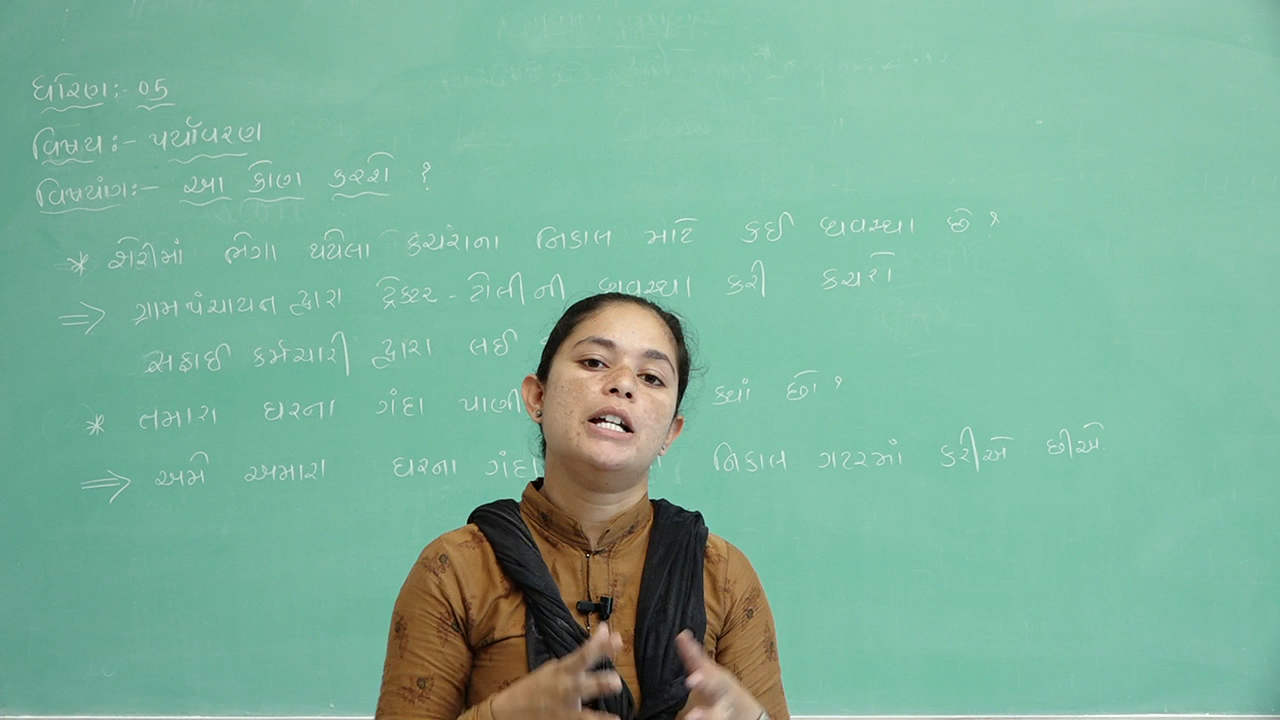 ધોરણ:- ૦5
વિષય:- પર્યાવરણ
વિષયાંગ:- આ કોણ કરશે ?
* શેરીમાં ભેગા થયેલા કચરાના નિકાલ માટે કઈ વ્યવસ્થા છે ?
⇒ ગ્રામપંચાયત દ્વારા ટ્રેક્ટર - ટોલીની વ્યવસ્થા કરી કચરો
સફાઈ કર્મચારી દ્વારા લઈ
* તમારા ઘરના ગંદા પાણી ક્યાં છો ?
⇒ અમે અમારા ઘરના ગંદા નિકાલ ગટરમાં કરીએ છીએ.